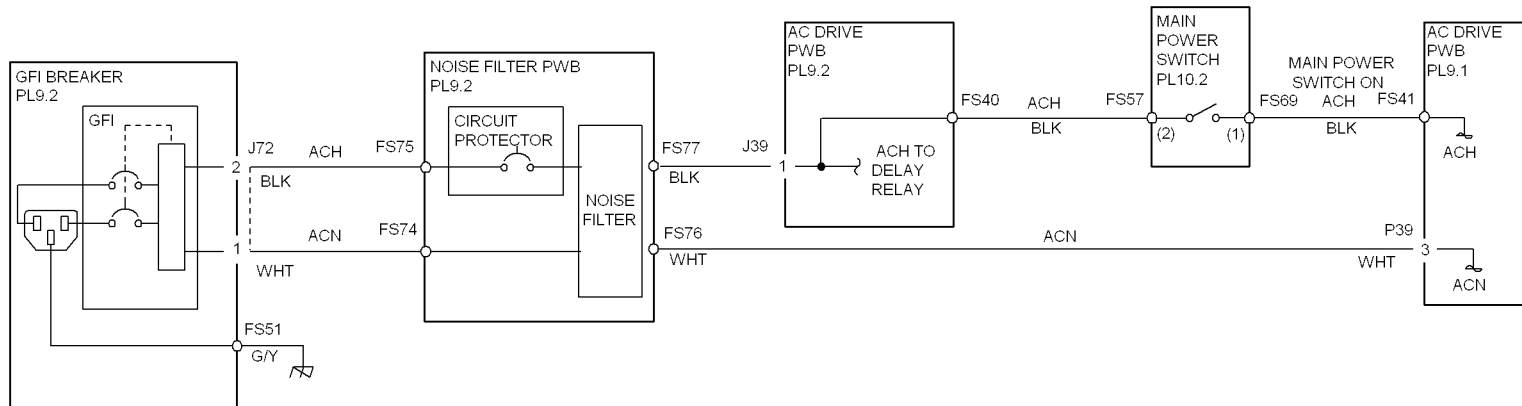 GFI BREAKER
PL9.2
GFI
2
J72
1
ACH
BLK
ACN
WHT
FS51
G/Y
NOISE FILTER PWB
PL9.2
FS75
FS74
CIRCUIT
PROTECTOR
NOISE
FILTER
FS77
BLK
FS76
WHT
J39
1
AC DRIVE
PWB
PL9.2
ACH TO
DELAY
RELAY
FS40
ACH
BLK
FS57
MAIN
POWER
SWITCH
PL10.2
(2)
(1)
MAIN POWER
SWITCH ON
FS69
ACH
BLK
FS41
AC DRIVE
PWB
PL9.1
ACH
ACN
P39
WHT
3
ACN